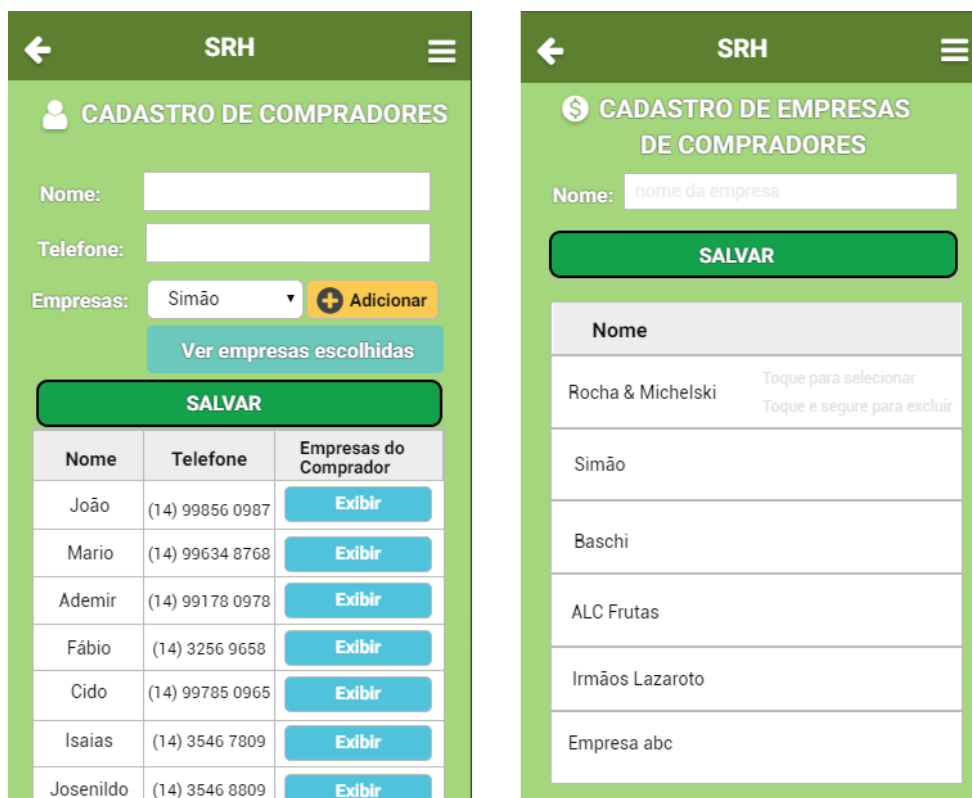 SRH
CADASTRO DE COMPRADORES
Nome:
Telefone:
Empresas: Simão Adicionar
Ver empresas escolhidas
SALVAR
Nome Telefone Empresas do
Comprador
João (14) 99856 0987 Exibir
Mario (14) 99634 8768 Exibir
Ademir (14) 99178 0978 Exibir
Fábio (14) 3256 9658 Exibir
Cido (14) 99785 0965 Exibir
Isaias (14) 3546 7809 Exibir
Josenildo (14) 3546 8809 Exibir
SRH
CADASTRO DE EMPRESAS
DE COMPRADORES
Nome: nome da empresa
SALVAR
Nome
Rocha & Michelski Toque para selecionar
Toque e segure para excluir
Simão
Baschi
ALC Frutas
Irmãos Lazaroto
Empresa abc